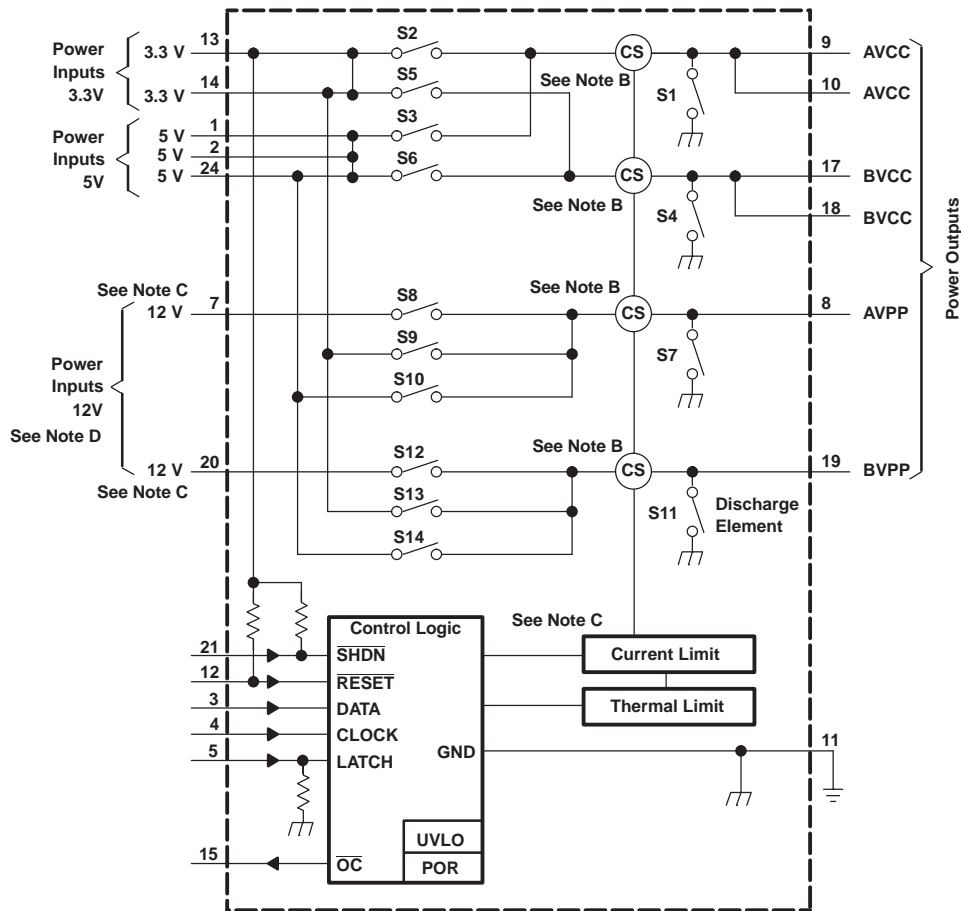 Power
Inputs
3.3V
3.3 V
13
3.3 V
14
Power
Inputs
5V
5 V
1
5 V
2
5 V
24
S2
S5
S3
S6
CS
See Note B
S1
9
AVCC
10
AVCC
CS
See Note B
S4
17
BVCC
18
BVCC
Power Outputs
See Note C
12 V
7
Power
Inputs
12V
See Note D
12 V
20
See Note C
S8
S9
S10
See Note B
CS
S7
8
AVPP
S12
S13
S14
See Note B
CS
S11
Discharge
Element
19
BVPP
Control Logic
See Note C
Current Limit
Thermal Limit
21
SHDN
12
RESET
3
DATA
4
CLOCK
5
LATCH
GND
11
UVLO
POR
15
OC